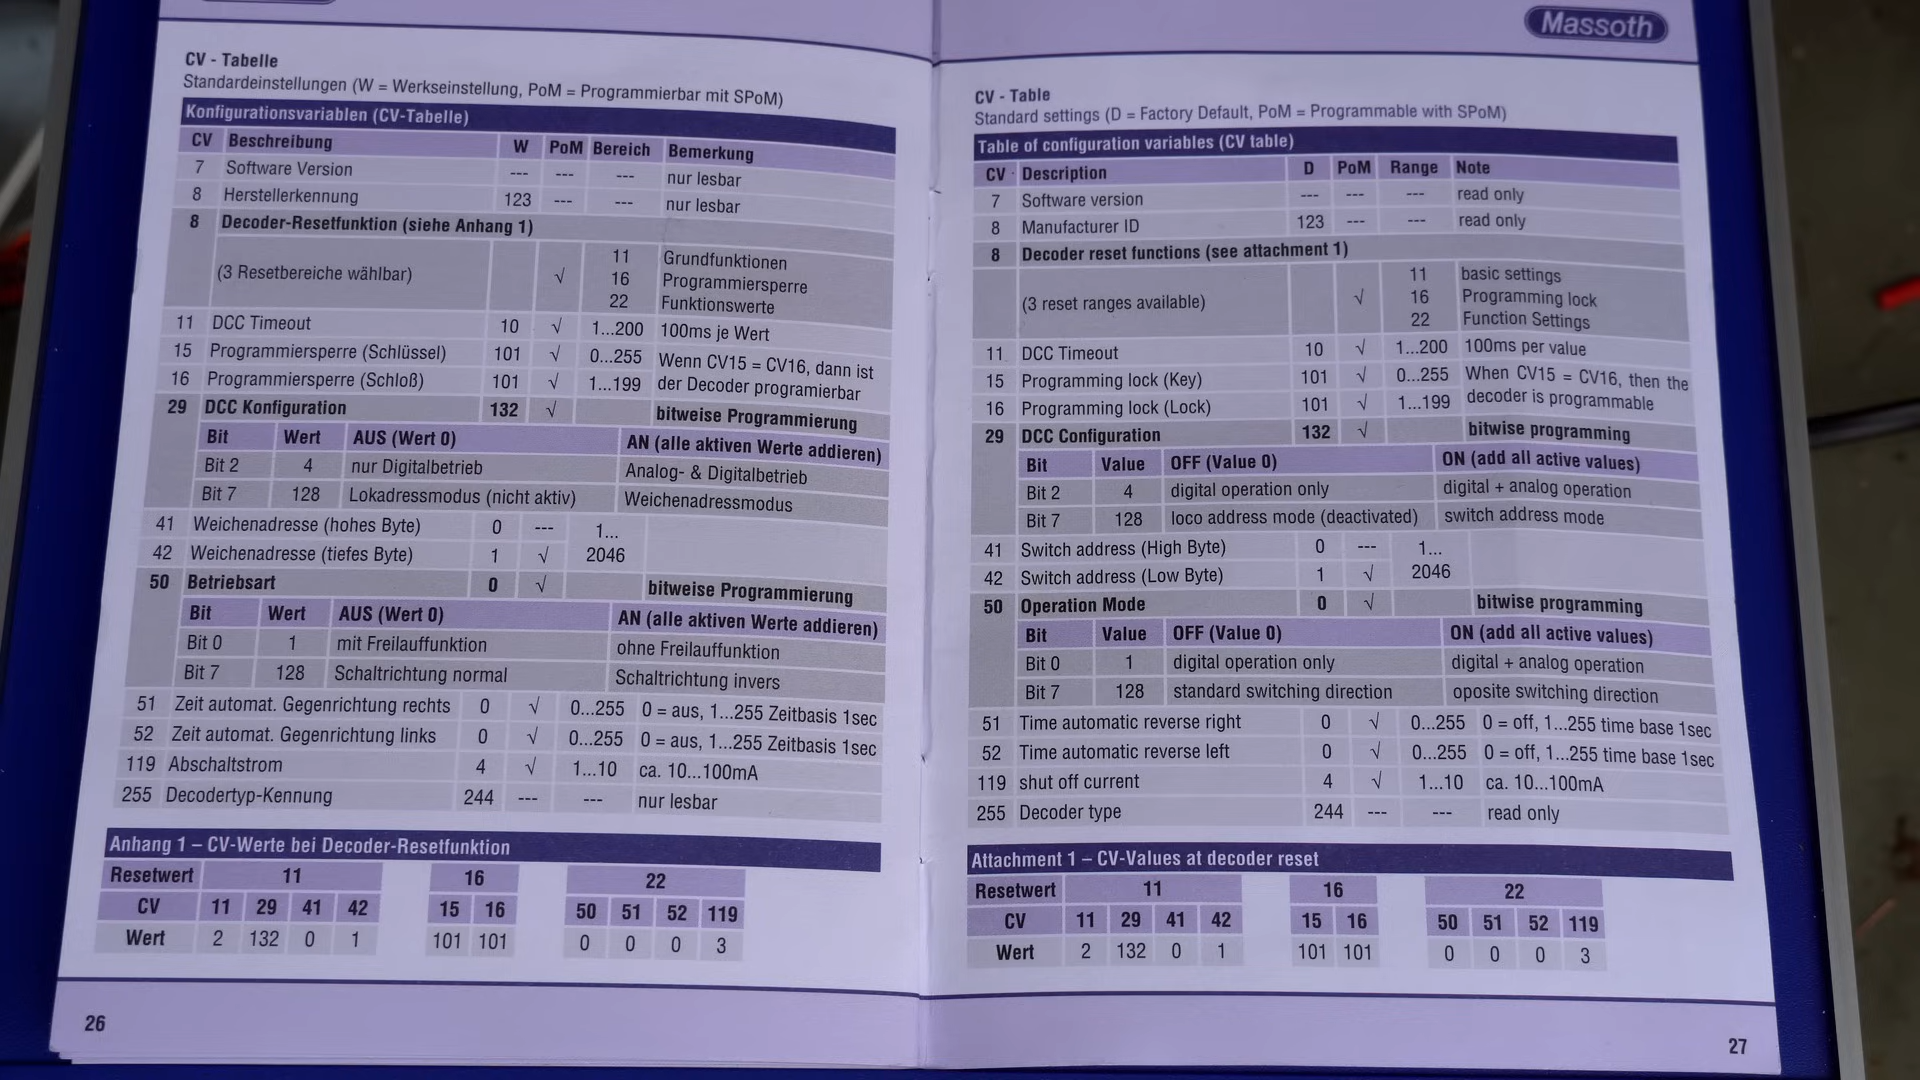 CV - Tabelle
Standardeinstellungen (W = Werkseinstellung, PoM = Programmierbar mit SPoM)
Konfigurationsvariablen (CV-Tabelle)
CV Beschreibung W PoM Bereich Bemerkung
7 Software Version --- --- --- nur lesbar
8 Herstellerkennung 123 --- --- nur lesbar
8 Decoder-Resetfunktion (siehe Anhang 1)
(3 Resetbereiche wählbar) √
11 Grundfunktionen
16 Programmiersperre
22 Funktionswerte
11 DCC Timeout 10 √ 1...200 100ms je Wert
15 Programmiersperre (Schlüssel) 101 √ 0...255 Wenn CV15 = CV16, dann ist
16 Programmiersperre (Schloß) 101 √ 1...199 der Decoder programierbar
29 DCC Konfiguration 132 √ bitweise Programmierung
Bit Wert AUS (Wert 0) AN (alle aktiven Werte addieren)
Bit 2 4 nur Digitalbetrieb Analog- & Digitalbetrieb
Bit 7 128 Lokadressmodus (nicht aktiv) Weichenadressmodus
41 Weichenadresse (hohes Byte) 0 --- 1...
42 Weichenadresse (tiefes Byte) 1 √ 2046
50 Betriebsart 0 √ bitweise Programmierung
Bit Wert AUS (Wert 0) AN (alle aktiven Werte addieren)
Bit 0 1 mit Freilauffunktion ohne Freilauffunktion
Bit 7 128 Schaltrichtung normal Schaltrichtung invers
51 Zeit automat. Gegenrichtung rechts 0 √ 0...255 0 = aus, 1...255 Zeitbasis 1sec
52 Zeit automat. Gegenrichtung links 0 √ 0...255 0 = aus, 1...255 Zeitbasis 1sec
119 Abschaltstrom 4 √ 1...10 ca. 10...100mA
255 Decodertyp-Kennung 244 --- --- nur lesbar
Anhang 1 – CV-Werte bei Decoder-Resetfunktion
Resetwert 11 16 22
CV 11 29 41 42 15 16 50 51 52 119
Wert 2 132 0 1 101 101 0 0 0 3
26
Massoth
CV - Table
Standard settings (D = Factory Default, PoM = Programmable with SPoM)
Table of configuration variables (CV table)
CV Description D PoM Range Note
7 Software version --- --- --- read only
8 Manufacturer ID 123 --- --- read only
8 Decoder reset functions (see attachment 1)
(3 reset ranges available) √
11 basic settings
16 Programming lock
22 Function Settings
11 DCC Timeout 10 √ 1...200 100ms per value
15 Programming lock (Key) 101 √ 0...255 When CV15 = CV16, then the
16 Programming lock (Lock) 101 √ 1...199 decoder is programmable
29 DCC Configuration 132 √ bitwise programming
Bit Value OFF (Value 0) ON (add all active values)
Bit 2 4 digital operation only digital + analog operation
Bit 7 128 loco address mode (deactivated) switch address mode
41 Switch address (High Byte) 0 --- 1...
42 Switch address (Low Byte) 1 √ 2046
50 Operation Mode 0 √ bitwise programming
Bit Value OFF (Value 0) ON (add all active values)
Bit 0 1 digital operation only digital + analog operation
Bit 7 128 standard switching direction oposite switching direction
51 Time automatic reverse right 0 √ 0...255 0 = off, 1...255 time base 1sec
52 Time automatic reverse left 0 √ 0...255 0 = off, 1...255 time base 1sec
119 shut off current 4 √ 1...10 ca. 10...100mA
255 Decoder type 244 --- --- read only
Attachment 1 – CV-Values at decoder reset
Resetwert 11 16 22
CV 11 29 41 42 15 16 50 51 52 119
Wert 2 132 0 1 101 101 0 0 0 3
27